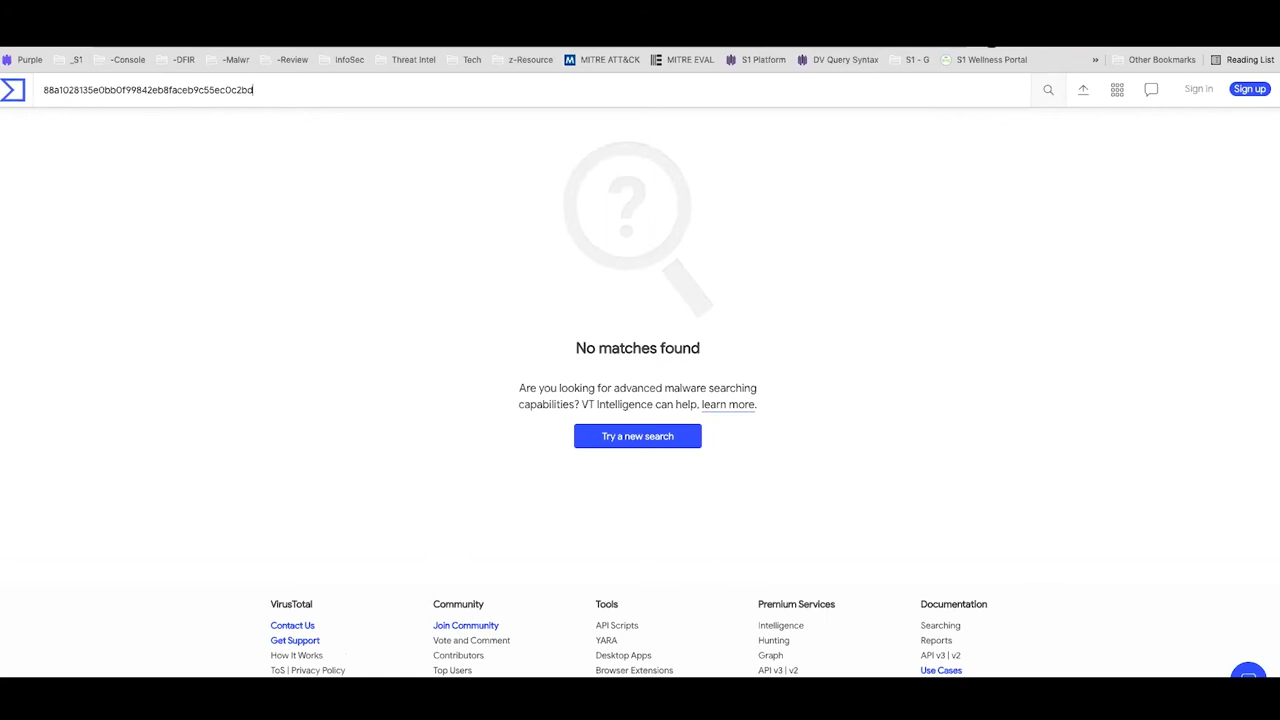 Purple _S1 -Console -DFIR -Malwr -Review InfoSec Threat Intel Tech z-Resource MITRE ATT&CK MITRE EVAL S1 Platform DV Query Syntax S1 - G S1 Wellness Portal » Other Bookmarks Reading List
88a1028135e0bb0f99842eb8faceb9c55ec0c2bd Sign in Sign up
?
No matches found
Are you looking for advanced malware searching
capabilities? VT Intelligence can help, learn more.
Try a new search
VirusTotal Community Tools Premium Services Documentation
Contact Us Join Community API Scripts Intelligence Searching
Get Support Vote and Comment YARA Hunting Reports
How It Works Contributors Desktop Apps Graph API v3 | v2
ToS | Privacy Policy Top Users Browser Extensions API v3 | v2 Use Cases